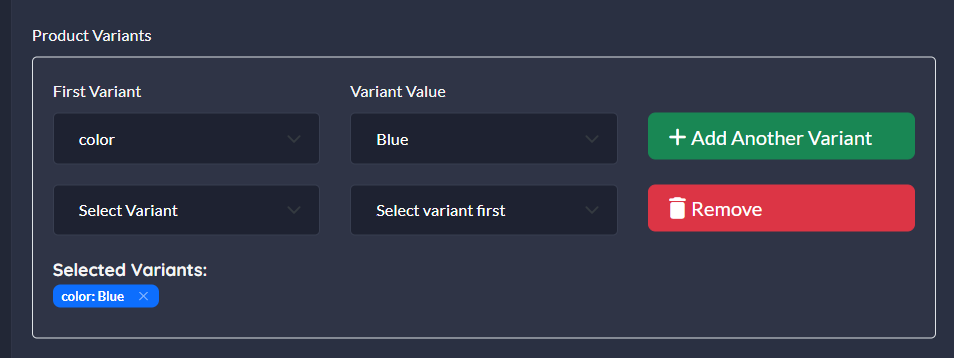 Product Variants
First Variant Variant Value
color Blue Add Another Variant
Select Variant Select variant first Remove
Selected Variants:
color: Blue ×